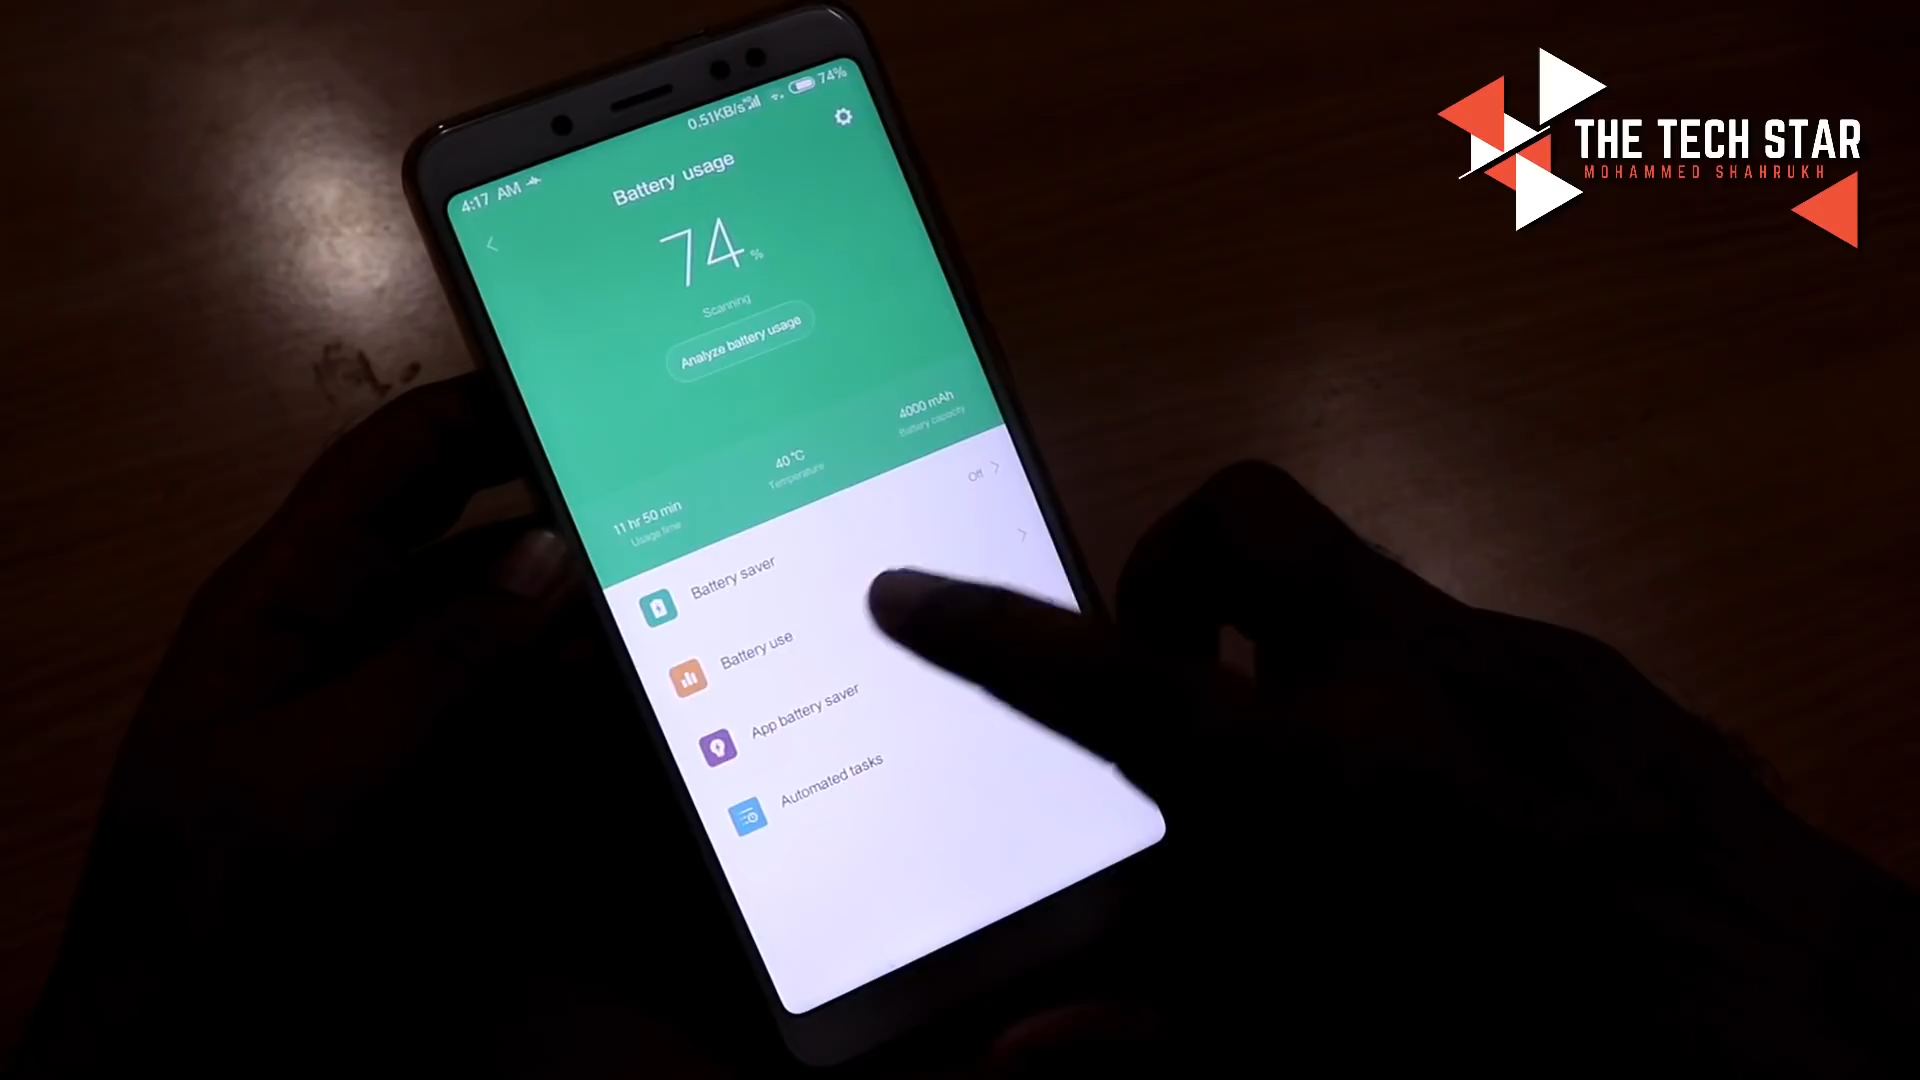 THE TECH STAR
MOHAMMED SHAHRUKH
4:17 AM
0.51KB/s
74%
Battery usage
74 %
Scanning
Analyze battery usage
11 hr 50 min
Usage time
40 °C
Temperature
4000 mAh
Battery capacity
Battery saver
Off
Battery use
App battery saver
Automated tasks